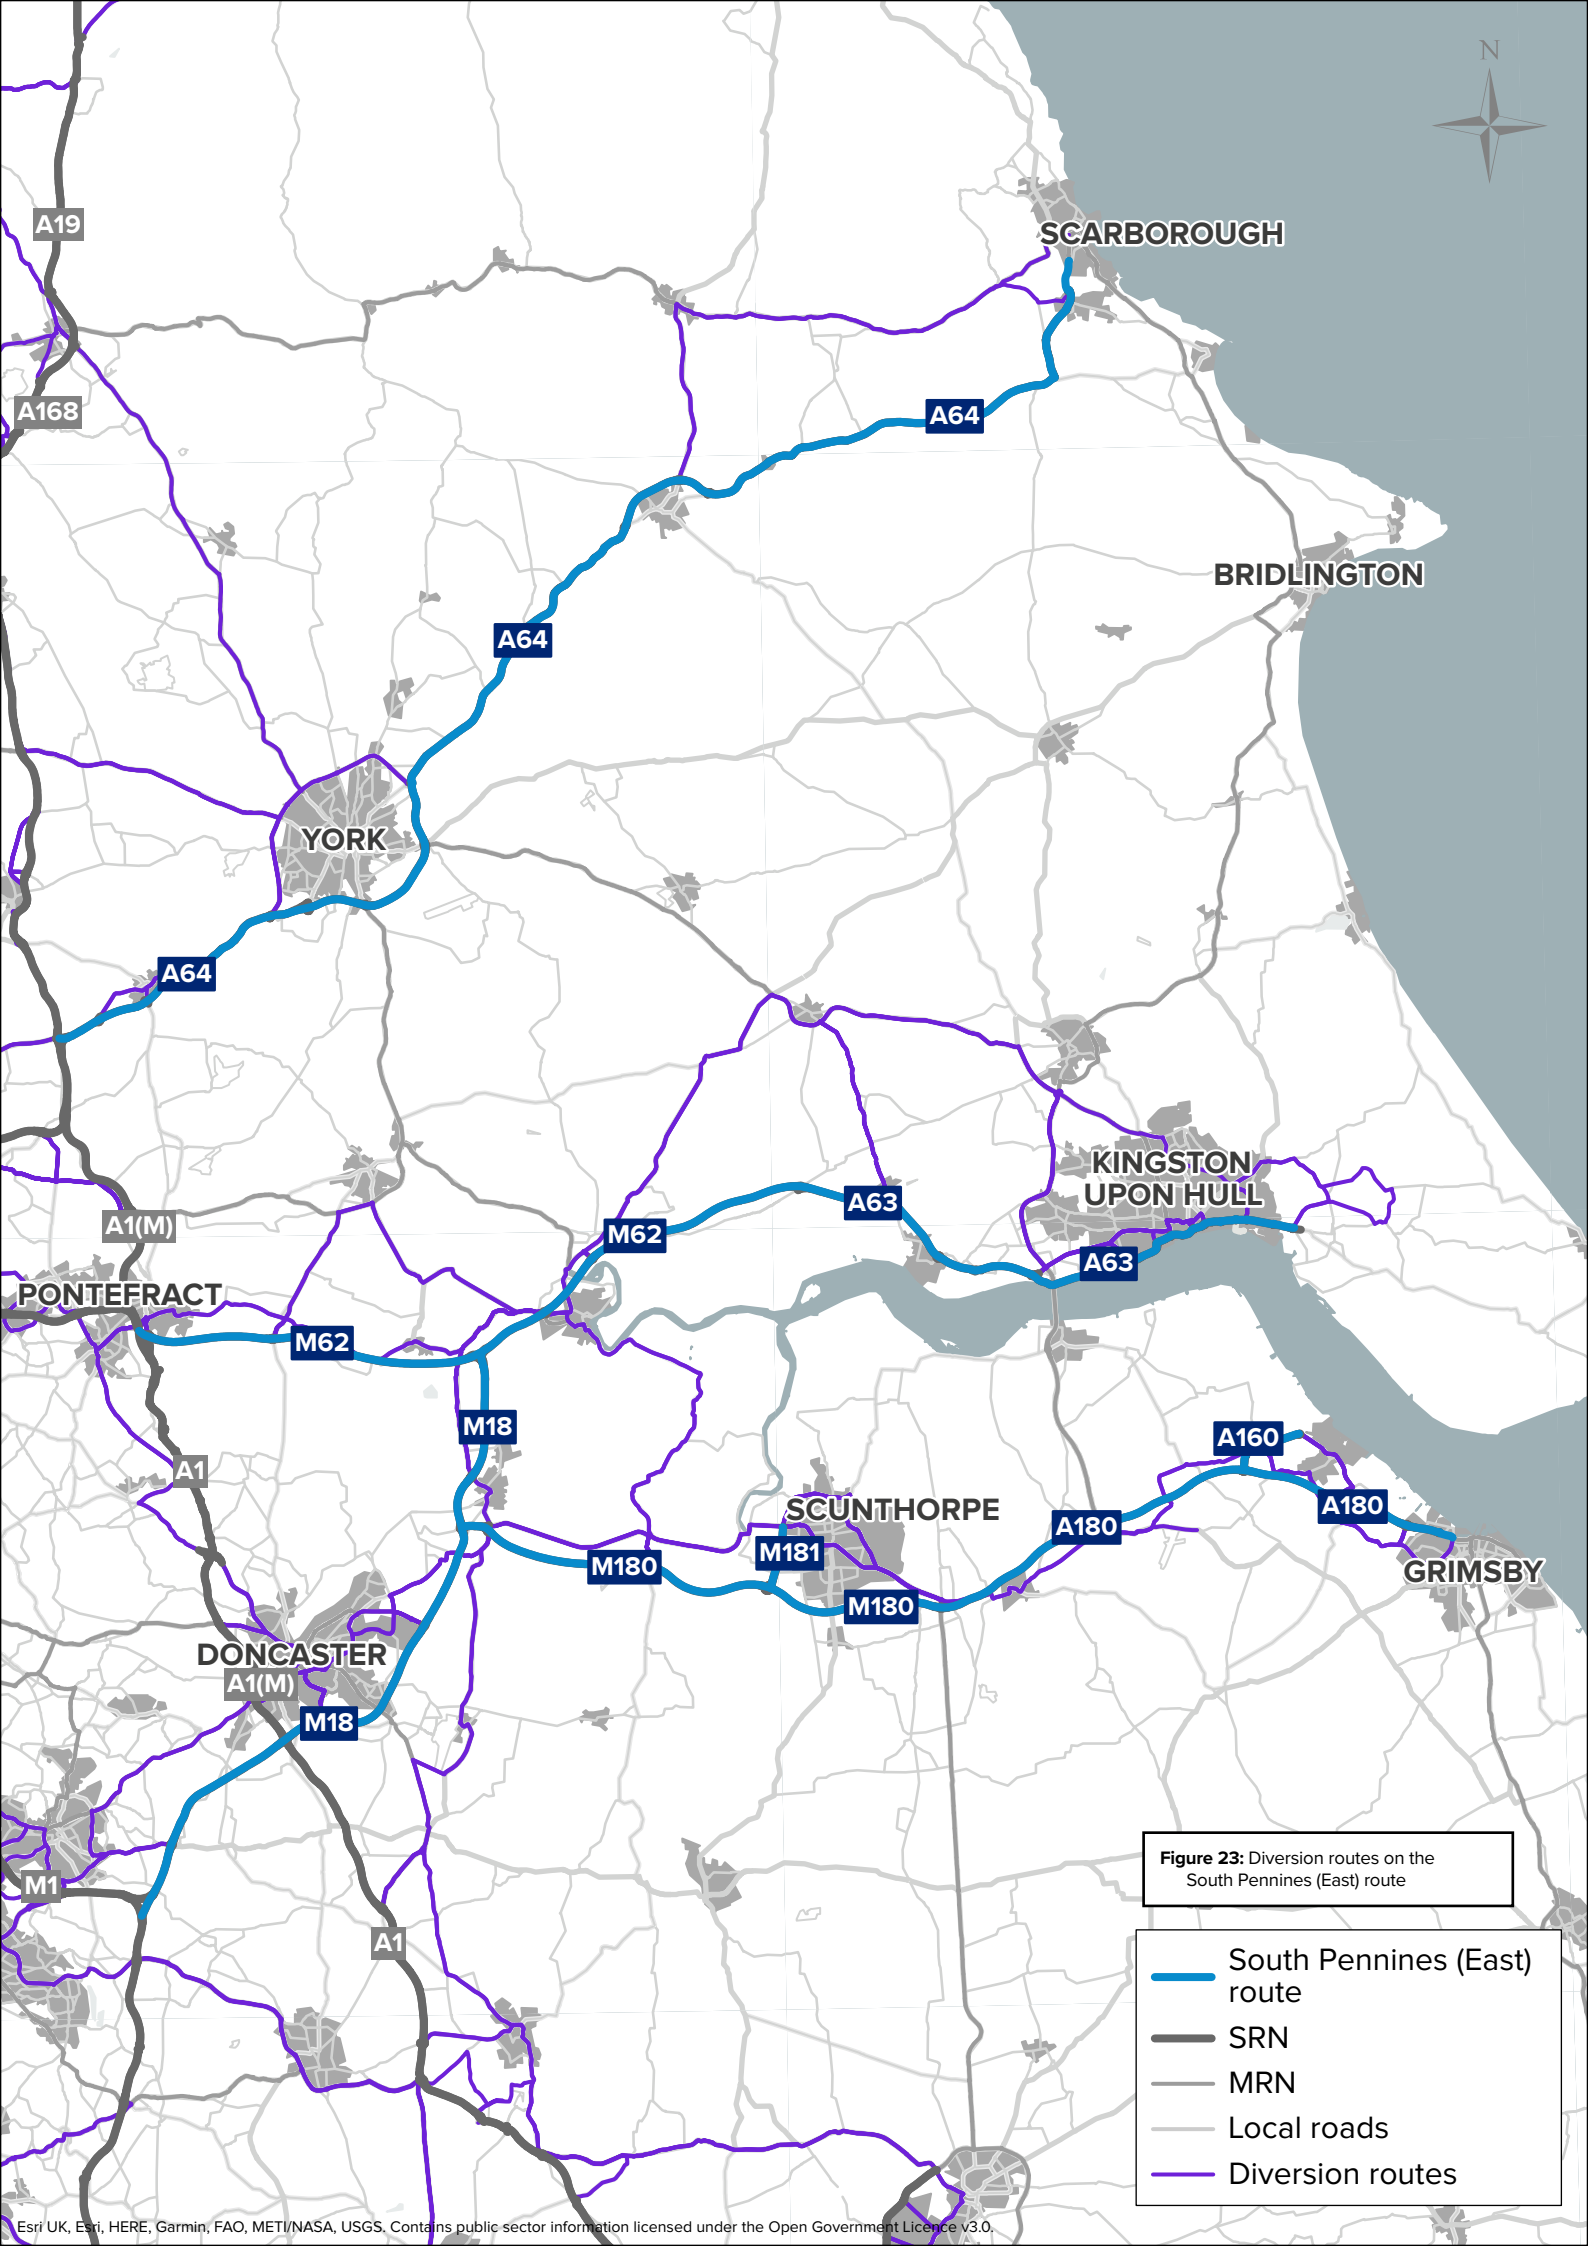 N
A19
SCARBOROUGH
A168
A64
BRIDLINGTON
A64
YORK
A64
KINGSTON
UPON HULL
A1(M)
A63
M62
A63
PONTEFRACT
M62
M18
A160
A1
SCUNTHORPE
A180
A180
M181
M180
GRIMSBY
M180
DONCASTER
A1(M)
M18
Figure 23: Diversion routes on the
South Pennines (East) route
M1
A1
South Pennines (East)
route
SRN
MRN
Local roads
Diversion routes
Esri UK, Esri, HERE, Garmin, FAO, METI/NASA, USGS. Contains public sector information licensed under the Open Government Licence v3.0.